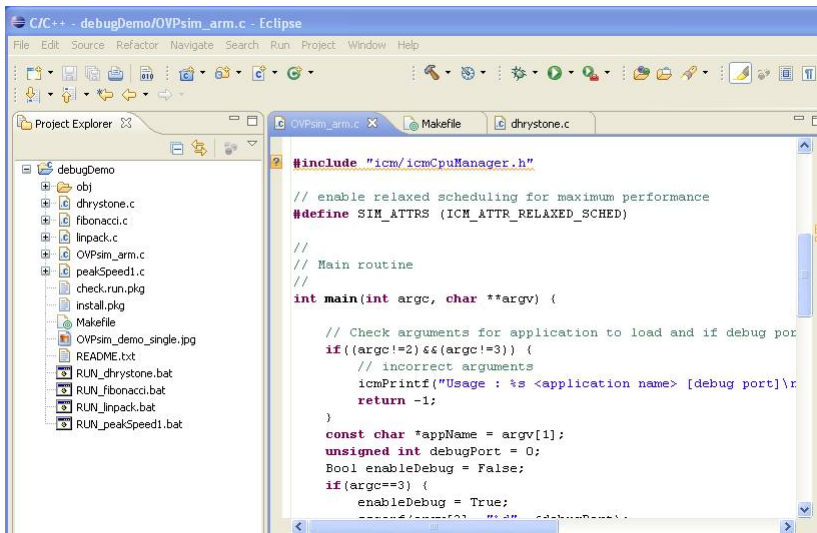 C/C++ - debugDemo/OVPsim_arm.c - Eclipse
File Edit Source Refactor Navigate Search Run Project Window Help
Project Explorer
debugDemo
obj
dhrystone.c
fibonacci.c
linpack.c
OVPsim_arm.c
peakSpeed1.c
check.run.pkg
install.pkg
Makefile
OVPsim_demo_single.jpg
README.txt
RUN_dhrystone.bat
RUN_fibonacci.bat
RUN_linpack.bat
RUN_peakSpeed1.bat
OVPsim_arm.c Makefile dhrystone.c
#include "icm/icmCpuManager.h"
// enable relaxed scheduling for maximum performance
#define SIM_ATTRS (ICM_ATTR_RELAXED_SCHED)
//
// Main routine
//
int main(int argc, char **argv) {
// Check arguments for application to load and if debug por
if((argc!=2)&&(argc!=3)) {
// incorrect arguments
icmPrintf("Usage : %s <application name> [debug port]\n
return -1;
}
const char *appName = argv[1];
unsigned int debugPort = 0;
Bool enableDebug = False;
if(argc==3) {
enableDebug = True;